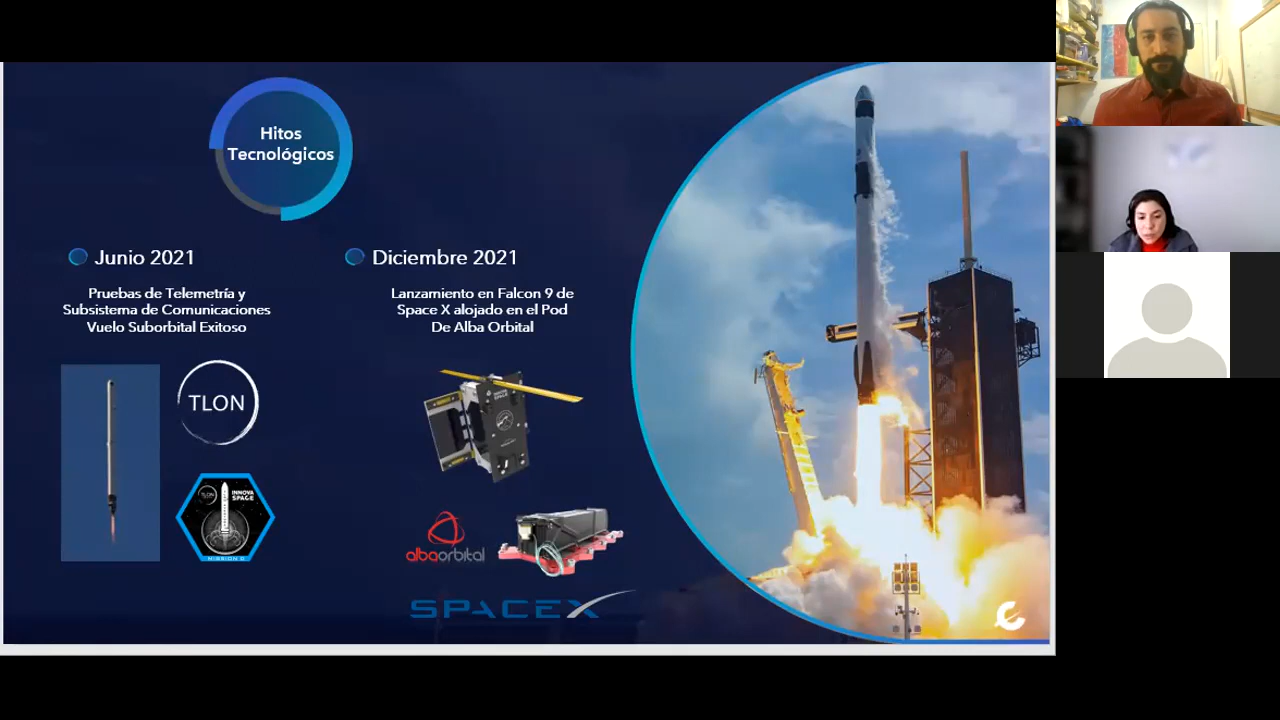 Hitos
Tecnológicos
Junio 2021
Pruebas de Telemetría y
Subsistema de Comunicaciones
Vuelo Suborbital Exitoso
TLON
TLON
INNOVA
SPACE
Diciembre 2021
Lanzamiento en Falcon 9 de
Space X alojado en el Pod
De Alba Orbital
albaorbital
SPACEX